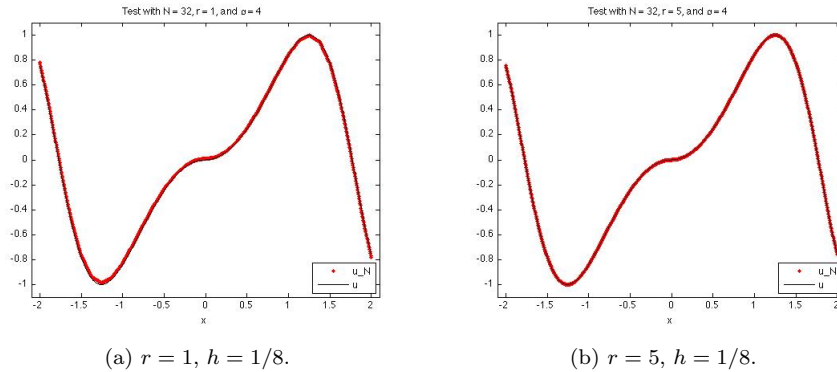 Test with N = 32, r = 1, and ø = 4
1
0.8
0.6
0.4
0.2
0
-0.2
-0.4
-0.6
-0.8
-1
-2 -1.5 -1 -0.5 0 0.5 1 1.5 2
x
u_N
u
(a) r = 1, h = 1/8.
Test with N = 32, r = 5, and ø = 4
1
0.8
0.6
0.4
0.2
0
-0.2
-0.4
-0.6
-0.8
-1
-2 -1.5 -1 -0.5 0 0.5 1 1.5 2
x
u_N
u
(b) r = 5, h = 1/8.